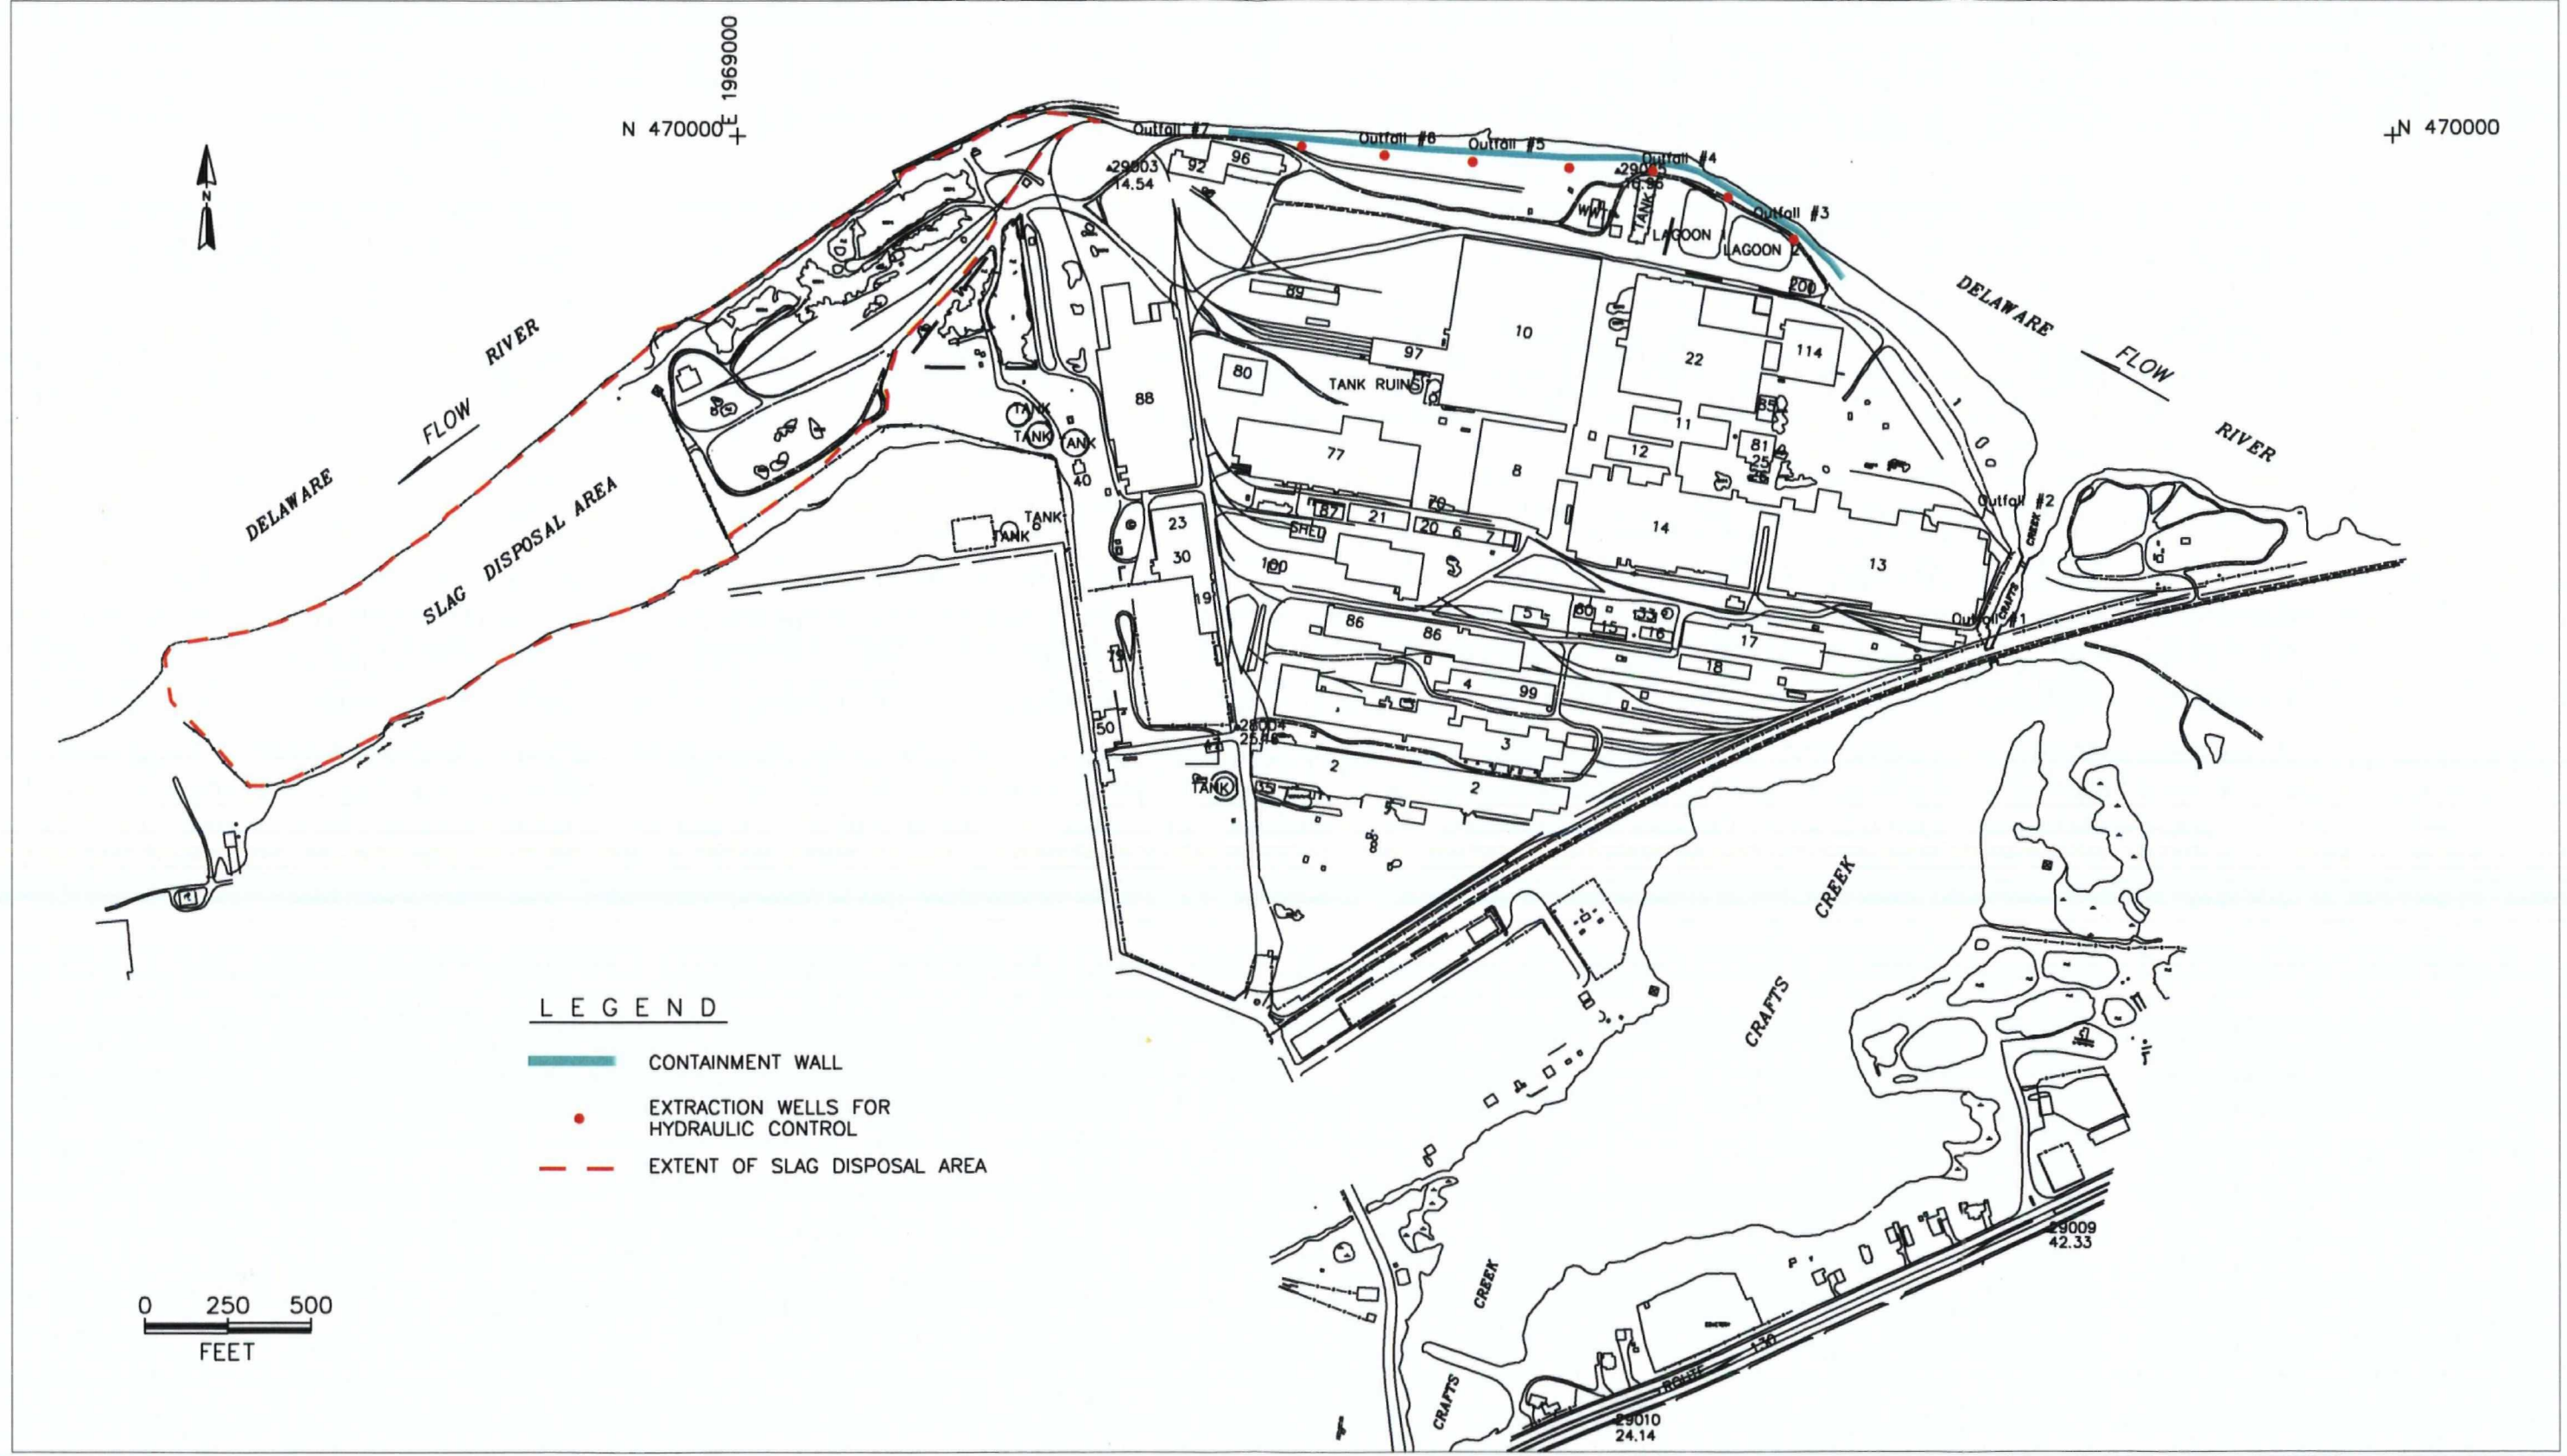 E 1969000
N 470000
N 470000
N
Outfall #7
Outfall #6
Outfall #5
Outfall #4
Outfall #3
29003
14.54
92
96
TANK
LAGOON
LAGOON 2
200
DELAWARE
FLOW
RIVER
RIVER
FLOW
DELAWARE
SLAG DISPOSAL AREA
89
10
22
114
97
80
TANK RUINS
88
TANK
TANK
TANK
40
77
8
11
12
85
81
25
TANK
TANK
23
30
19
87
21
70
20
6
7
SHED
100
14
13
Outfall #2
CREEK
CRAFTS
Outfall #1
86
86
5
60
15
33
16
17
18
4
99
3
79
50
28004
2
2
TANK
35
CREEK
CRAFTS
CREEK
CRAFTS
29009
42.33
ROUTE 130
29010
24.14
LEGEND
CONTAINMENT WALL
EXTRACTION WELLS FOR
HYDRAULIC CONTROL
EXTENT OF SLAG DISPOSAL AREA
0 250 500
FEET